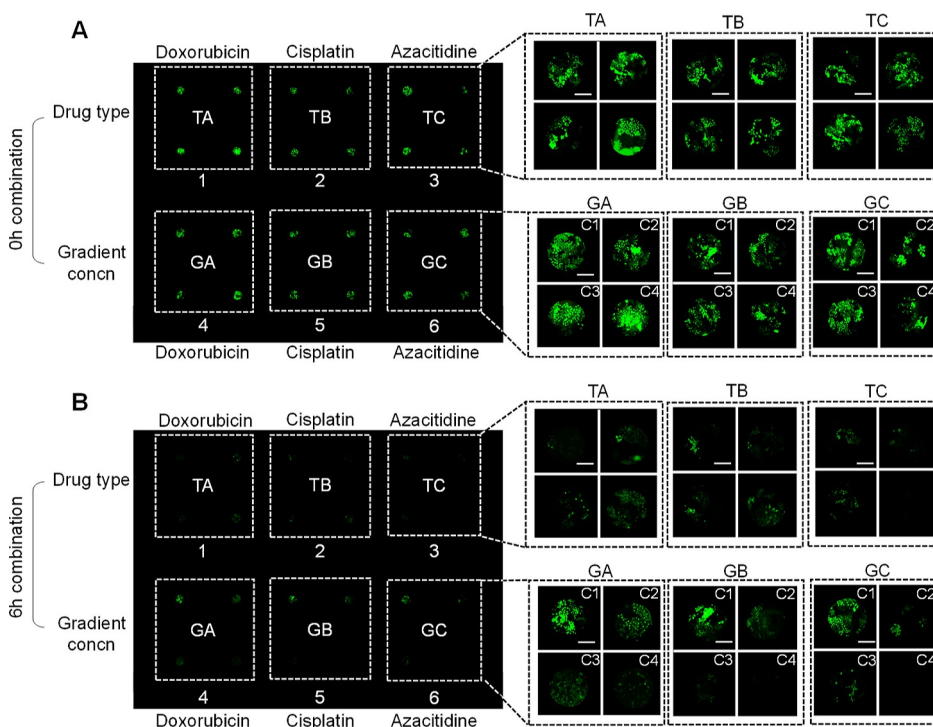 A
Doxorubicin Cisplatin Azacitidine
TA TB TC
0h combination
Drug type
TA TB TC
1 2 3
GA GB GC
C1 C2 C1 C2 C1 C2
Gradient
concn
GA GB GC
C3 C4 C3 C4 C3 C4
4 5 6
Doxorubicin Cisplatin Azacitidine
B
Doxorubicin Cisplatin Azacitidine
TA TB TC
6h combination
Drug type
TA TB TC
1 2 3
GA GB GC
C1 C2 C1 C2 C1 C2
Gradient
concn
GA GB GC
C3 C4 C3 C4 C3 C4
4 5 6
Doxorubicin Cisplatin Azacitidine